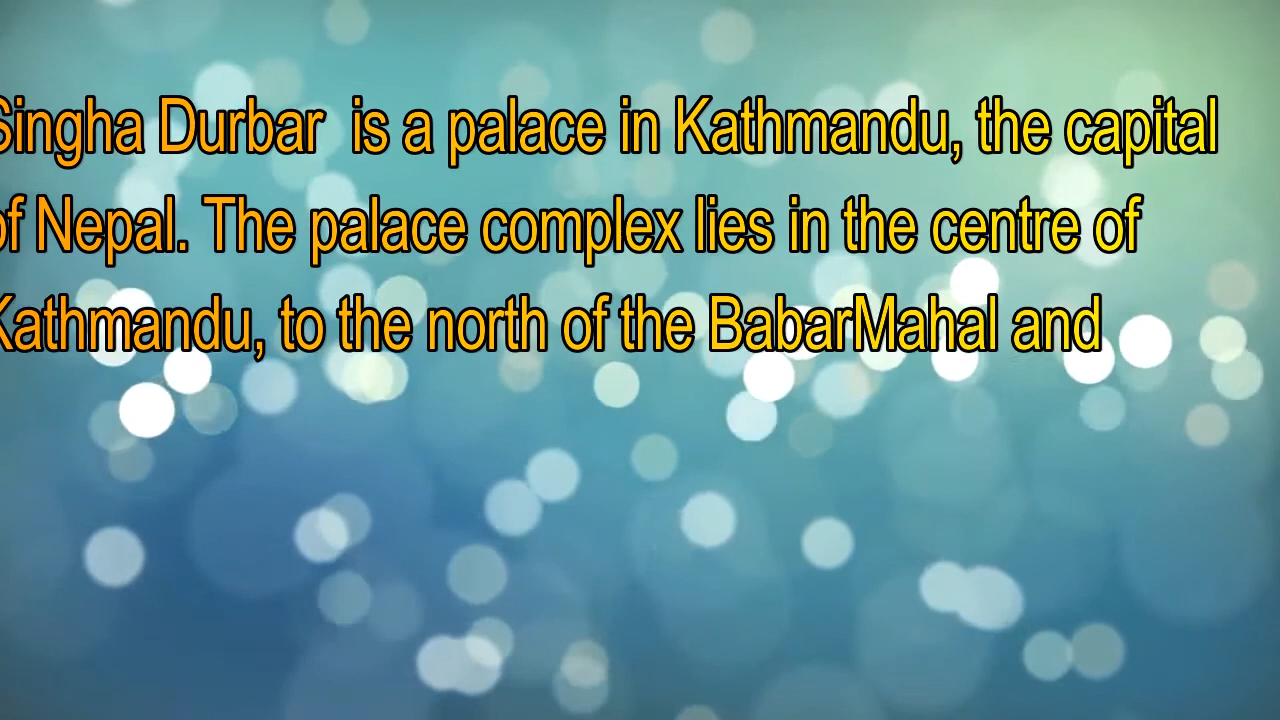 Singha Durbar  is a palace in Kathmandu, the capital
of Nepal. The palace complex lies in the centre of
Kathmandu, to the north of the BabarMahal and